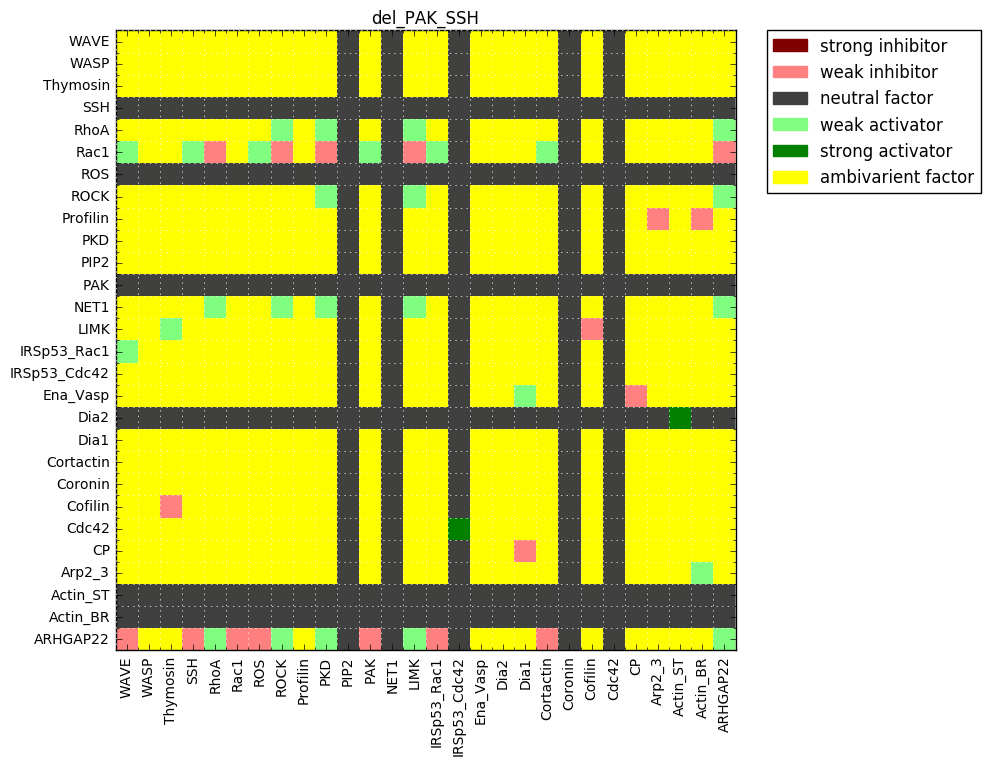 del_PAK_SSH
WAVE
WASP
Thymosin
SSH
RhoA
Rac1
ROS
ROCK
Profilin
PKD
PIP2
PAK
NET1
LIMK
IRSp53_Rac1
IRSp53_Cdc42
Ena_Vasp
Dia2
Dia1
Cortactin
Coronin
Cofilin
Cdc42
CP
Arp2_3
Actin_ST
Actin_BR
ARHGAP22
WAVE
WASP
Thymosin
SSH
RhoA
Rac1
ROS
ROCK
Profilin
PKD
PIP2
PAK
NET1
LIMK
IRSp53_Rac1
IRSp53_Cdc42
Ena_Vasp
Dia2
Dia1
Cortactin
Coronin
Cofilin
Cdc42
CP
Arp2_3
Actin_ST
Actin_BR
ARHGAP22
strong inhibitor
weak inhibitor
neutral factor
weak activator
strong activator
ambivarient factor